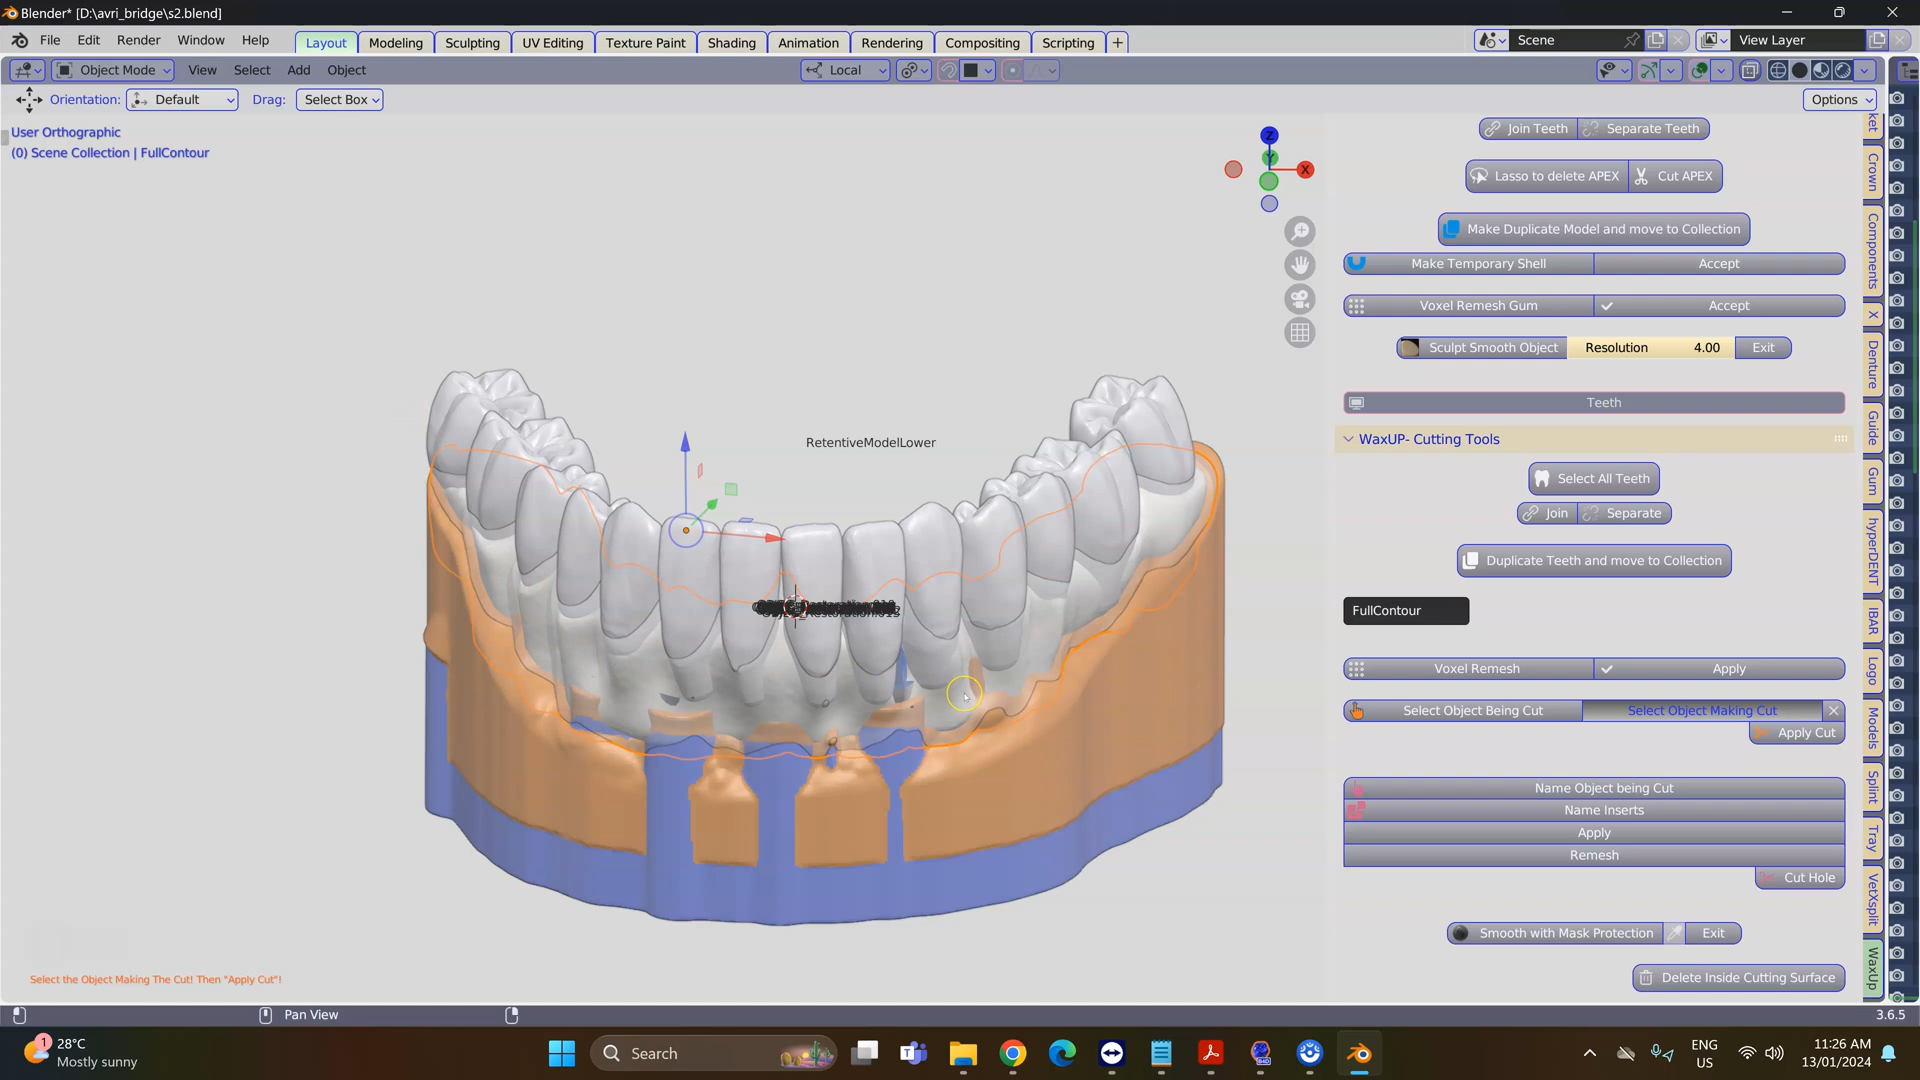 Blender* [D:\avri_bridge\s2.blend]
File Edit Render Window Help Layout Modeling Sculpting UV Editing Texture Paint Shading Animation Rendering Compositing Scripting + Scene View Layer
Object Mode View Select Add Object Local
Orientation: Default Drag: Select Box Options
User Orthographic
(0) Scene Collection | FullContour
Z
Y
X
Join Teeth Separate Teeth
Lasso to delete APEX Cut APEX
Make Duplicate Model and move to Collection
Make Temporary Shell Accept
Voxel Remesh Gum Accept
Sculpt Smooth Object Resolution 4.00 Exit
Teeth
WaxUP- Cutting Tools
Select All Teeth
Join Separate
Duplicate Teeth and move to Collection
FullContour
Voxel Remesh Apply
Select Object Being Cut Select Object Making Cut
Apply Cut
Name Object being Cut
Name Inserts
Apply
Remesh
Cut Hole
Smooth with Mask Protection Exit
Delete Inside Cutting Surface
ket
Crown
Components
X
Denture
Guide
Gum
hyperDENT
IBAR
Logo
Models
Splint
Tray
VetXsplit
WaxUp
RetentiveModelLower
Select the Object Making The Cut! Then "Apply Cut"!
Pan View 3.6.5
1
28°C
Mostly sunny
Search
ENG
US
11:26 AM
13/01/2024